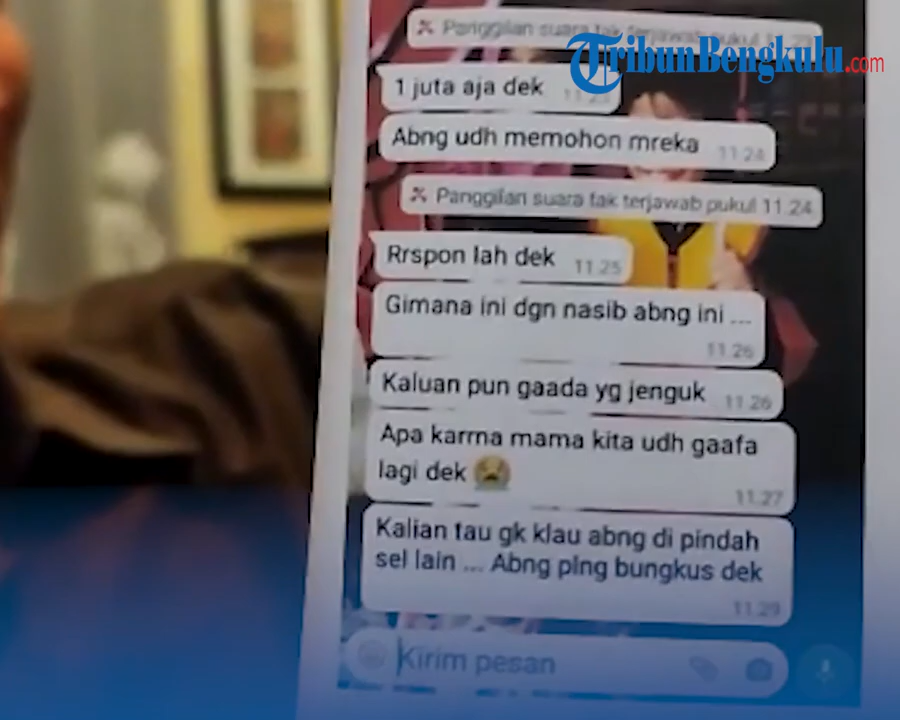 Panggilan suara tak terjawab pukul
TribunBengkulu.com
1 juta aja dek 11.23
Abng udh memohon mreka 11.24
Panggilan suara tak terjawab pukul 11.24
Rrspon lah dek 11.25
Gimana ini dgn nasib abng ini ...
11.26
Kaluan pun gaada yg jenguk 11.26
Apa karrna mama kita udh gaafa
lagi dek 😭
11.27
Kalian tau gk klau abng di pindah
sel lain ... Abng plng bungkus dek
11.29
Kirim pesan